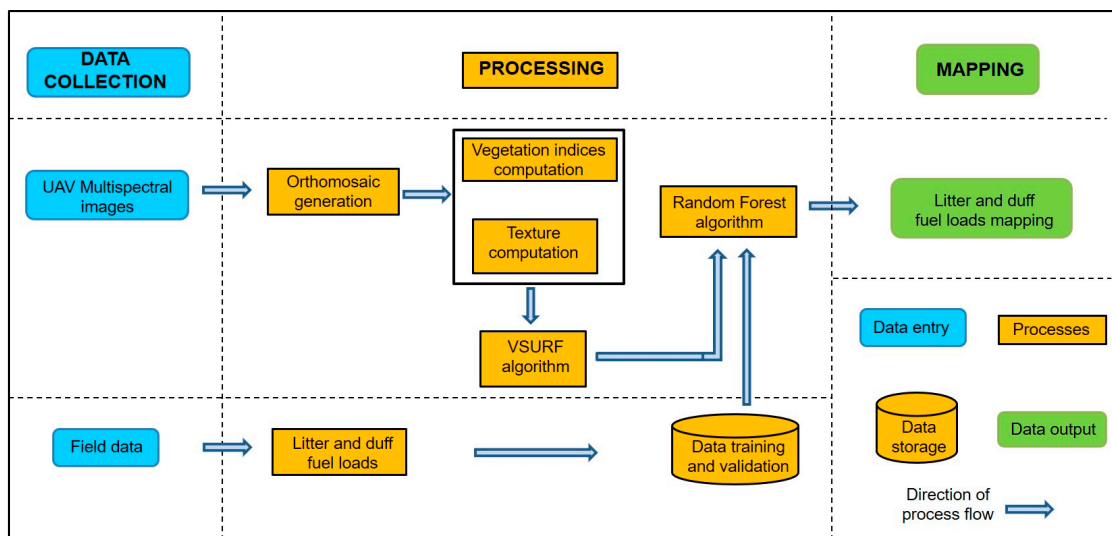 DATA
COLLECTION
PROCESSING
MAPPING
UAV Multispectral
images
Orthomosaic
generation
Vegetation indices
computation
Texture
computation
Random Forest
algorithm
Litter and duff
fuel loads mapping
VSURF
algorithm
Data entry
Processes
Field data
Litter and duff
fuel loads
Data training
and validation
Data
storage
Data output
Direction of
process flow